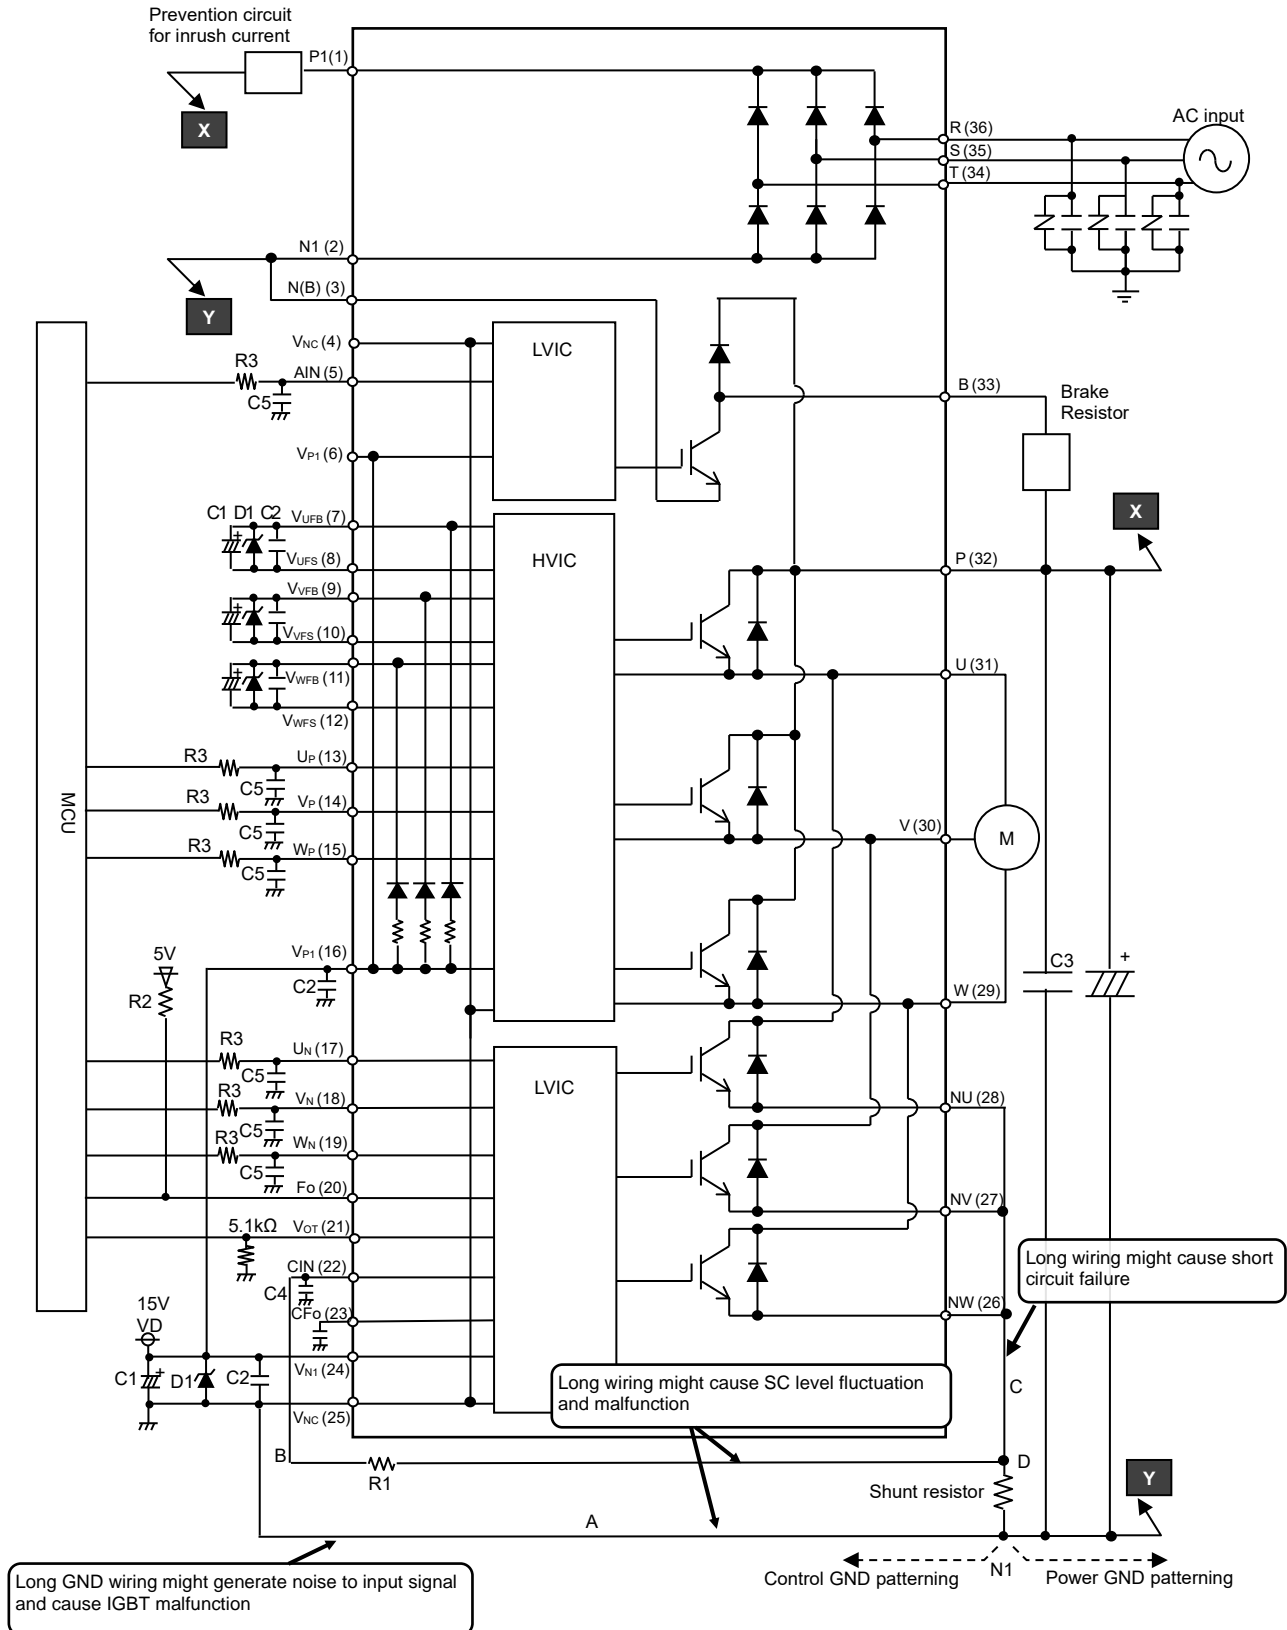 Prevention circuit
for inrush current
P1(1)
X
AC input
R (36)
S (35)
T (34)
N1 (2)
N(B) (3)
Y
VNC (4)
LVIC
R3
AIN (5)
C5
B (33)
Brake
Resistor
VP1 (6)
X
C1 D1 C2
VUFB (7)
VUFS (8)
HVIC
P (32)
VVFB (9)
VVFS (10)
+
+
+
VWFB (11)
VWFS (12)
U (31)
R3
UP (13)
C5
R3
VP (14)
C5
R3
WP (15)
C5
MCU
V (30)
M
VP1 (16)
C2
5V
R2
C3
+
W (29)
R3
UN (17)
C5
R3
VN (18)
C5
R3
WN (19)
C5
LVIC
NU (28)
Fo (20)
NV (27)
5.1kΩ
VOT (21)
CIN (22)
C4
CFo (23)
NW (26)
Long wiring might cause short
circuit failure
15V
VD
C1
+
D1
C2
VN1 (24)
VNC (25)
Long wiring might cause SC level fluctuation
and malfunction
C
B
R1
D
Shunt resistor
Y
A
N1
Control GND patterning
Power GND patterning
Long GND wiring might generate noise to input signal
and cause IGBT malfunction